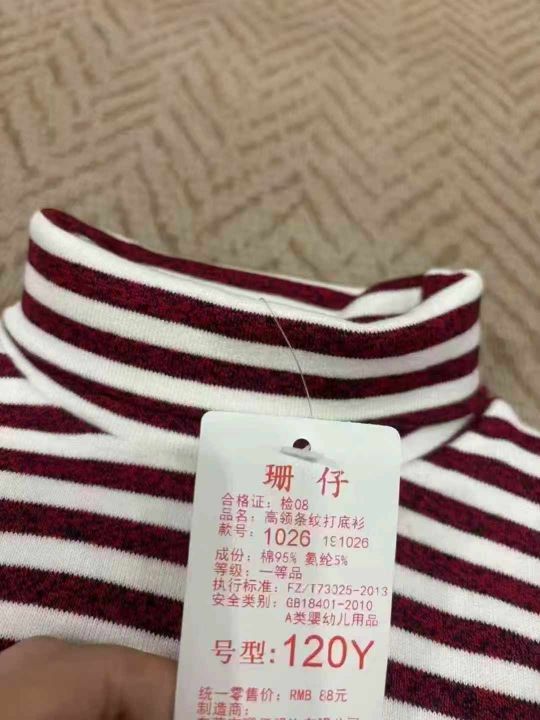 珊仔
合格证：检08
品名：高领条纹打底衫
款号：1026 191026
成份：棉95% 氨纶5%
等级：一等品
执行标准：FZ/T73025-2013
安全类别：GB18401-2010
A类婴幼儿用品
号型：120Y
统一零售价：RMB 88元
制造商：